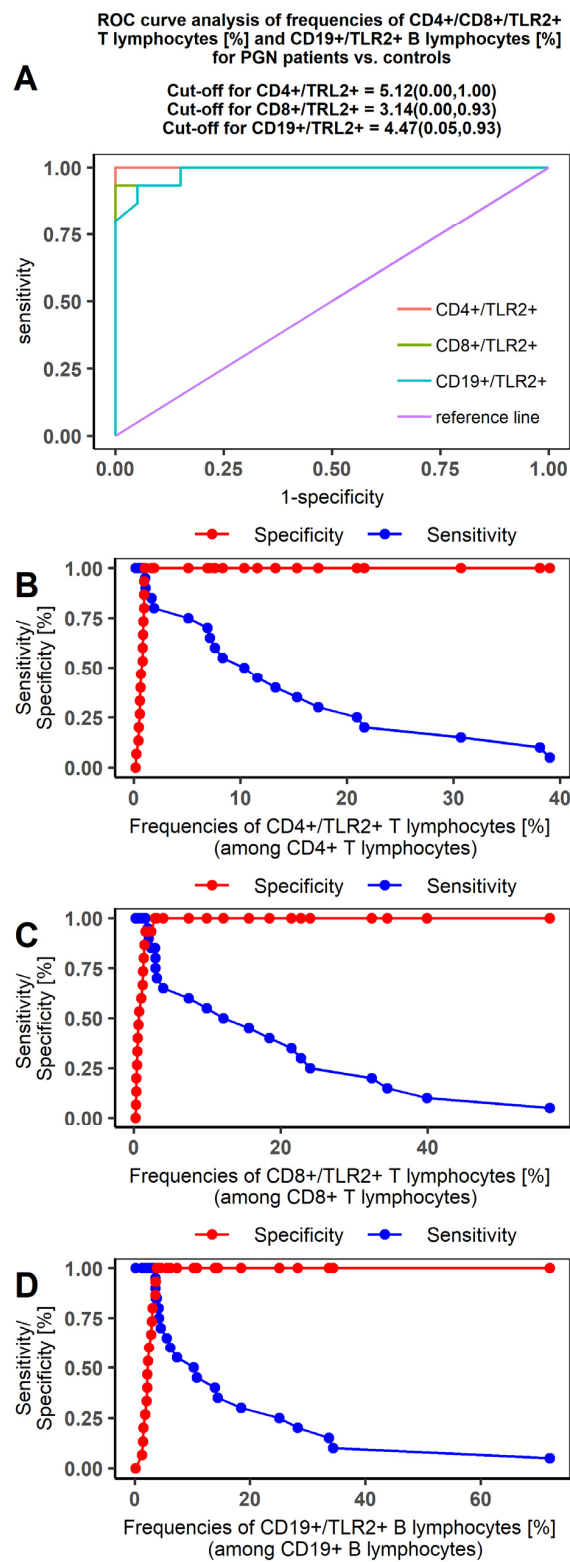 ROC curve analysis of frequencies of CD4+/CD8+/TLR2+
T lymphocytes [%] and CD19+/TLR2+ B lymphocytes [%]
for PGN patients vs. controls
A
Cut-off for CD4+/TRL2+ = 5.12(0.00,1.00)
Cut-off for CD8+/TRL2+ = 3.14(0.00,0.93)
Cut-off for CD19+/TRL2+ = 4.47(0.05,0.93)
1.00
0.75
0.50
0.25
0.00
sensitivity
CD4+/TLR2+
CD8+/TLR2+
CD19+/TLR2+
reference line
0.00 0.25 0.50 0.75 1.00
1-specificity
Specificity Sensitivity
B
1.00
0.75
0.50
0.25
0.00
Sensitivity/
Specificity [%]
0 10 20 30 40
Frequencies of CD4+/TLR2+ T lymphocytes [%]
(among CD4+ T lymphocytes)
Specificity Sensitivity
C
1.00
0.75
0.50
0.25
0.00
Sensitivity/
Specificity [%]
0 20 40
Frequencies of CD8+/TLR2+ T lymphocytes [%]
(among CD8+ T lymphocytes)
Specificity Sensitivity
D
1.00
0.75
0.50
0.25
0.00
Sensitivity/
Specificity [%]
0 20 40 60
Frequencies of CD19+/TLR2+ B lymphocytes [%]
(among CD19+ B lymphocytes)